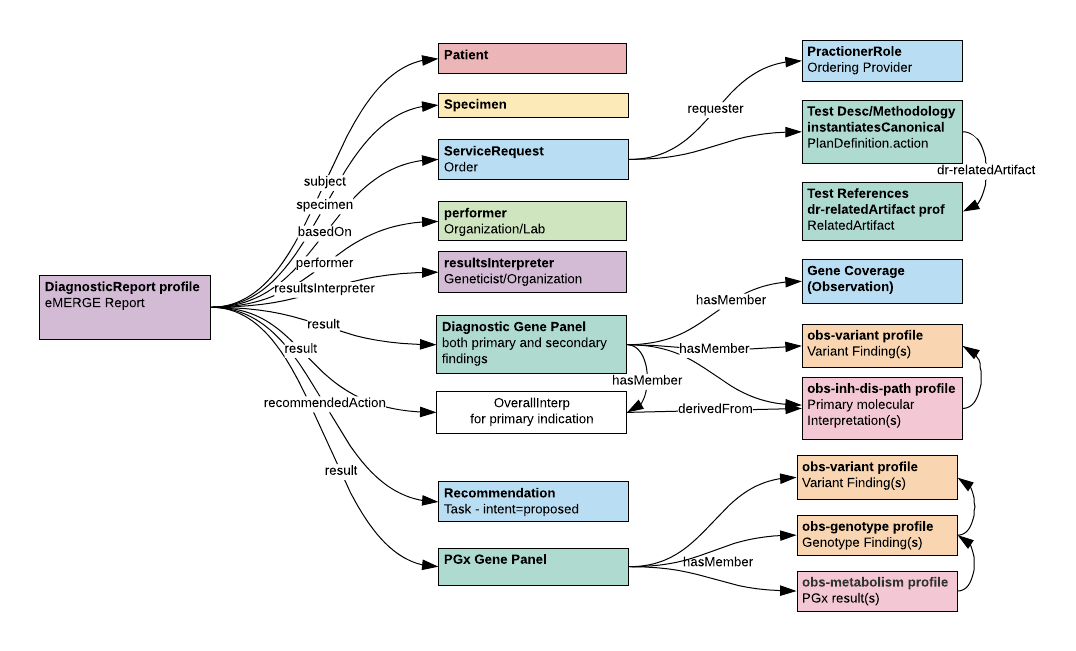 DiagnosticReport profile
eMERGE Report
subject
specimen
basedOn
performer
resultsInterpreter
result
result
recommendedAction
result
Patient
Specimen
ServiceRequest
Order
performer
Organization/Lab
resultsInterpreter
Geneticist/Organization
Diagnostic Gene Panel
both primary and secondary
findings
OverallInterp
for primary indication
Recommendation
Task - intent=proposed
PGx Gene Panel
requester
hasMember
hasMember
hasMember
derivedFrom
hasMember
PractionerRole
Ordering Provider
Test Desc/Methodology
instantiatesCanonical
PlanDefinition.action
dr-relatedArtifact
Test References
dr-relatedArtifact prof
RelatedArtifact
Gene Coverage
(Observation)
obs-variant profile
Variant Finding(s)
obs-inh-dis-path profile
Primary molecular
Interpretation(s)
obs-variant profile
Variant Finding(s)
obs-genotype profile
Genotype Finding(s)
obs-metabolism profile
PGx result(s)